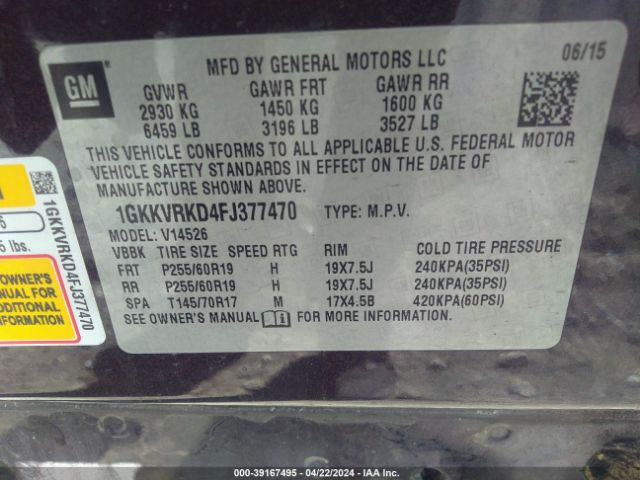 GM
MFD BY GENERAL MOTORS LLC
06/15
GVWR GAWR FRT GAWR RR
2930 KG 1450 KG 1600 KG
6459 LB 3196 LB 3527 LB
THIS VEHICLE CONFORMS TO ALL APPLICABLE U.S. FEDERAL MOTOR
VEHICLE SAFETY STANDARDS IN EFFECT ON THE DATE OF
MANUFACTURE SHOWN ABOVE.
1GKKVRKD4FJ377470 TYPE: M.P.V.
MODEL: V14526
VBBK TIRE SIZE SPEED RTG RIM COLD TIRE PRESSURE
FRT P255/60R19 H 19X7.5J 240KPA(35PSI)
RR P255/60R19 H 19X7.5J 240KPA(35PSI)
SPA T145/70R17 M 17X4.5B 420KPA(60PSI)
SEE OWNER'S MANUAL FOR MORE INFORMATION.
1GKKVRKD4FJ377470
lbs.
OWNER'S
MANUAL FOR
ADDITIONAL
INFORMATION
000-39167495 - 04/22/2024 - IAA Inc.